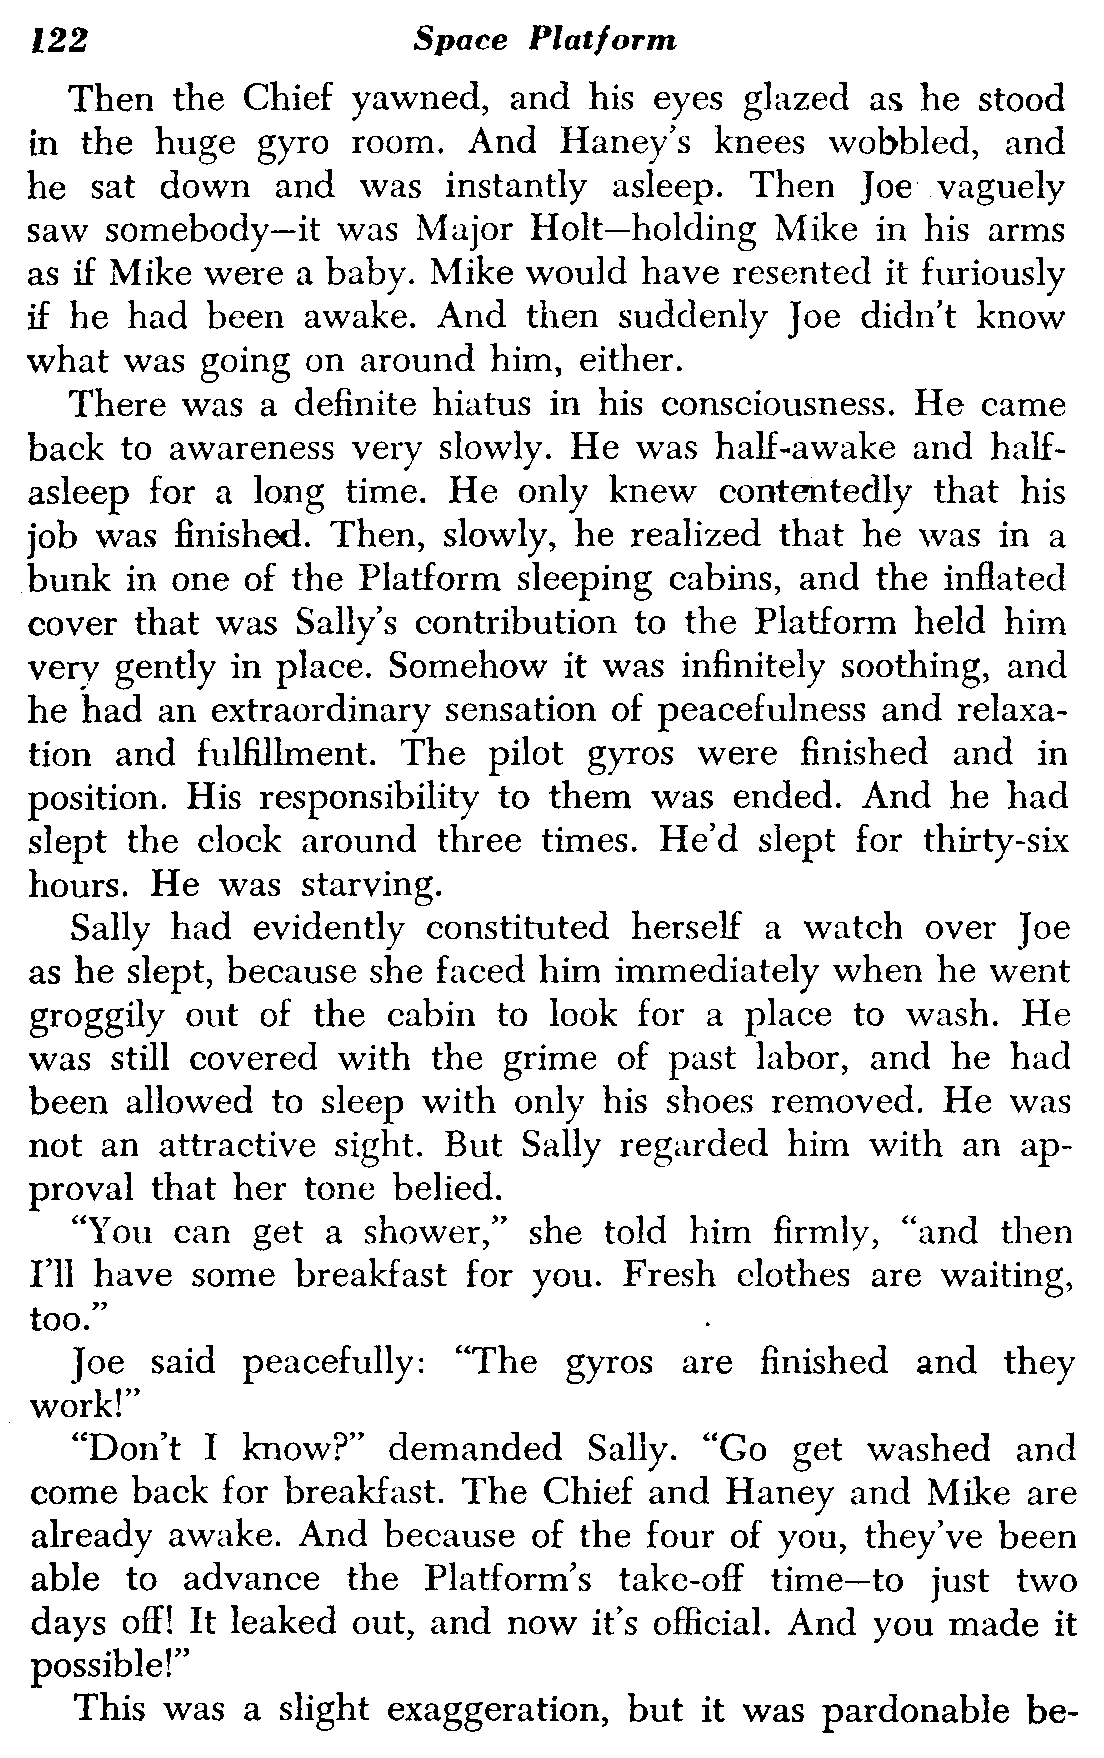 122 Space Platform
Then the Chief yawned, and his eyes glazed as he stood
in the huge gyro room. And Haney's knees wobbled, and
he sat down and was instantly asleep. Then Joe vaguely
saw somebody—it was Major Holt—holding Mike in his arms
as if Mike were a baby. Mike would have resented it furiously
if he had been awake. And then suddenly Joe didn't know
what was going on around him, either.
There was a definite hiatus in his consciousness. He came
back to awareness very slowly. He was half-awake and half-
asleep for a long time. He only knew contentedly that his
job was finished. Then, slowly, he realized that he was in a
bunk in one of the Platform sleeping cabins, and the inflated
cover that was Sally's contribution to the Platform held him
very gently in place. Somehow it was infinitely soothing, and
he had an extraordinary sensation of peacefulness and relaxa-
tion and fulfillment. The pilot gyros were finished and in
position. His responsibility to them was ended. And he had
slept the clock around three times. He'd slept for thirty-six
hours. He was starving.
Sally had evidently constituted herself a watch over Joe
as he slept, because she faced him immediately when he went
groggily out of the cabin to look for a place to wash. He
was still covered with the grime of past labor, and he had
been allowed to sleep with only his shoes removed. He was
not an attractive sight. But Sally regarded him with an ap-
proval that her tone belied.
“You can get a shower,” she told him firmly, “and then
I'll have some breakfast for you. Fresh clothes are waiting,
too.”
Joe said peacefully: “The gyros are finished and they
work!”
“Don't I know?” demanded Sally. “Go get washed and
come back for breakfast. The Chief and Haney and Mike are
already awake. And because of the four of you, they've been
able to advance the Platform's take-off time—to just two
days off! It leaked out, and now it's official. And you made it
possible!”
This was a slight exaggeration, but it was pardonable be-